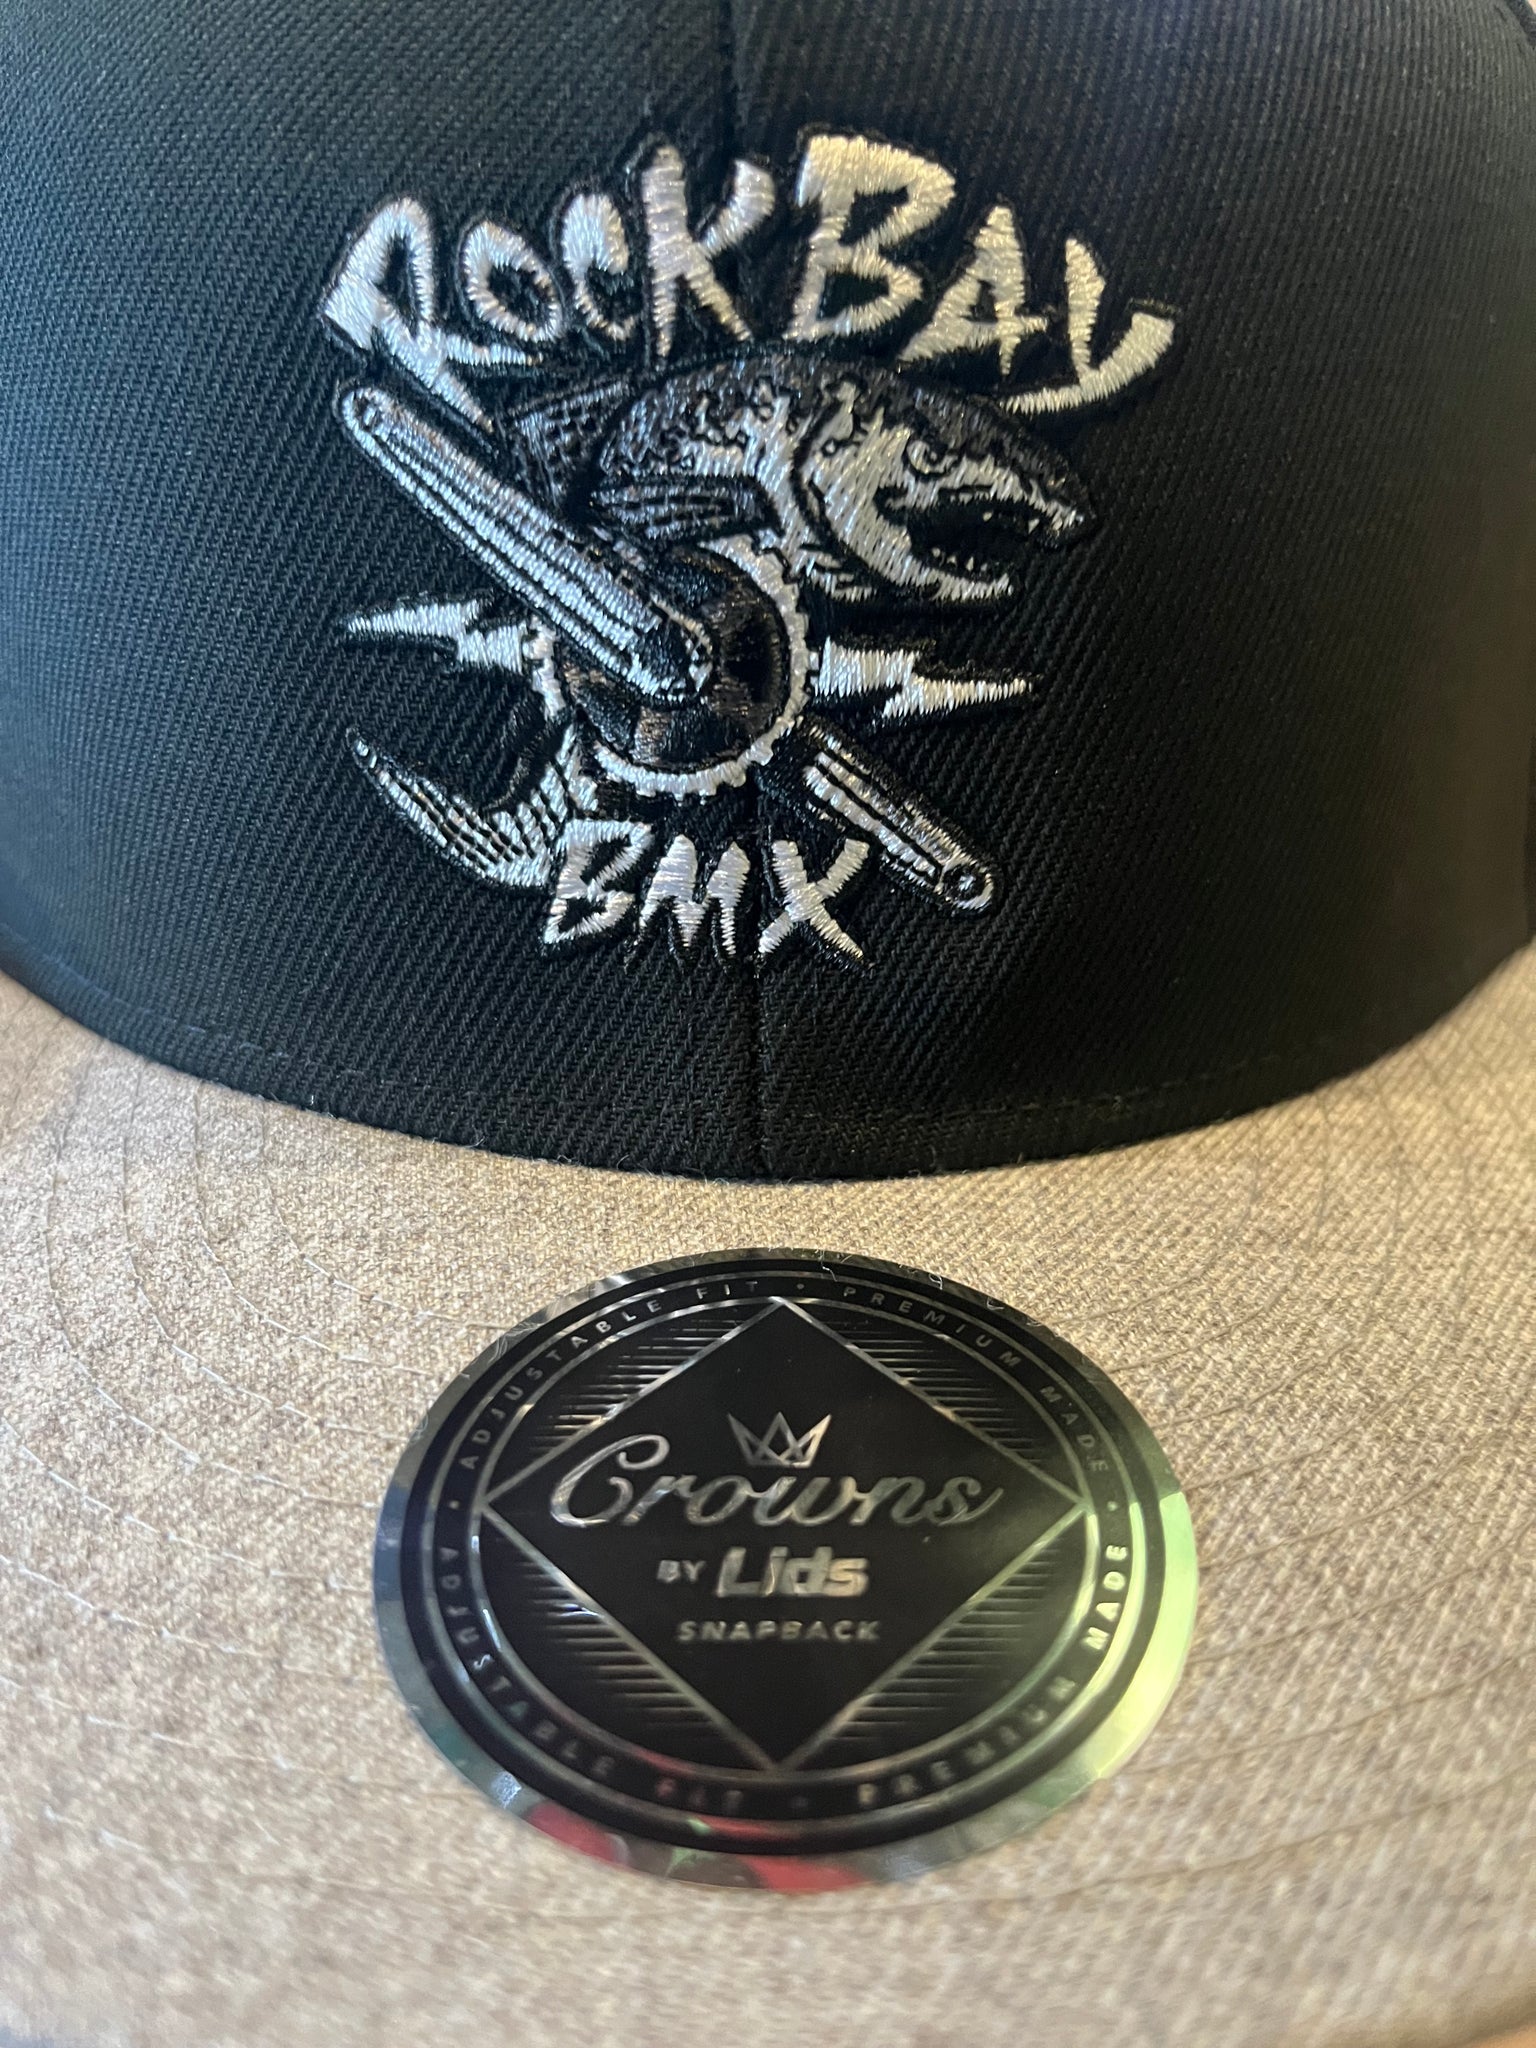 ROCK BAY
BMX
ADJUSTABLE FIT • PREMIUM MADE •
Crowns
BY Lids
SNAPBACK
ADJUSTABLE FIT • PREMIUM MADE